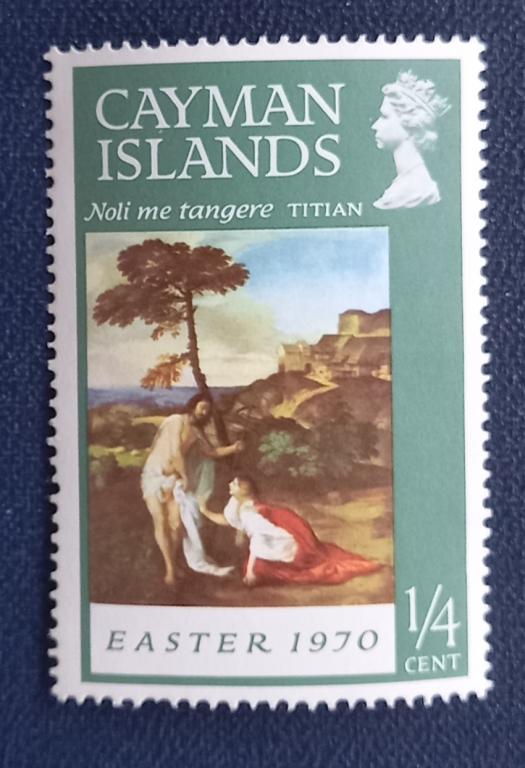 CAYMAN
ISLANDS
Noli me tangere TITIAN
EASTER 1970
1/4
CENT